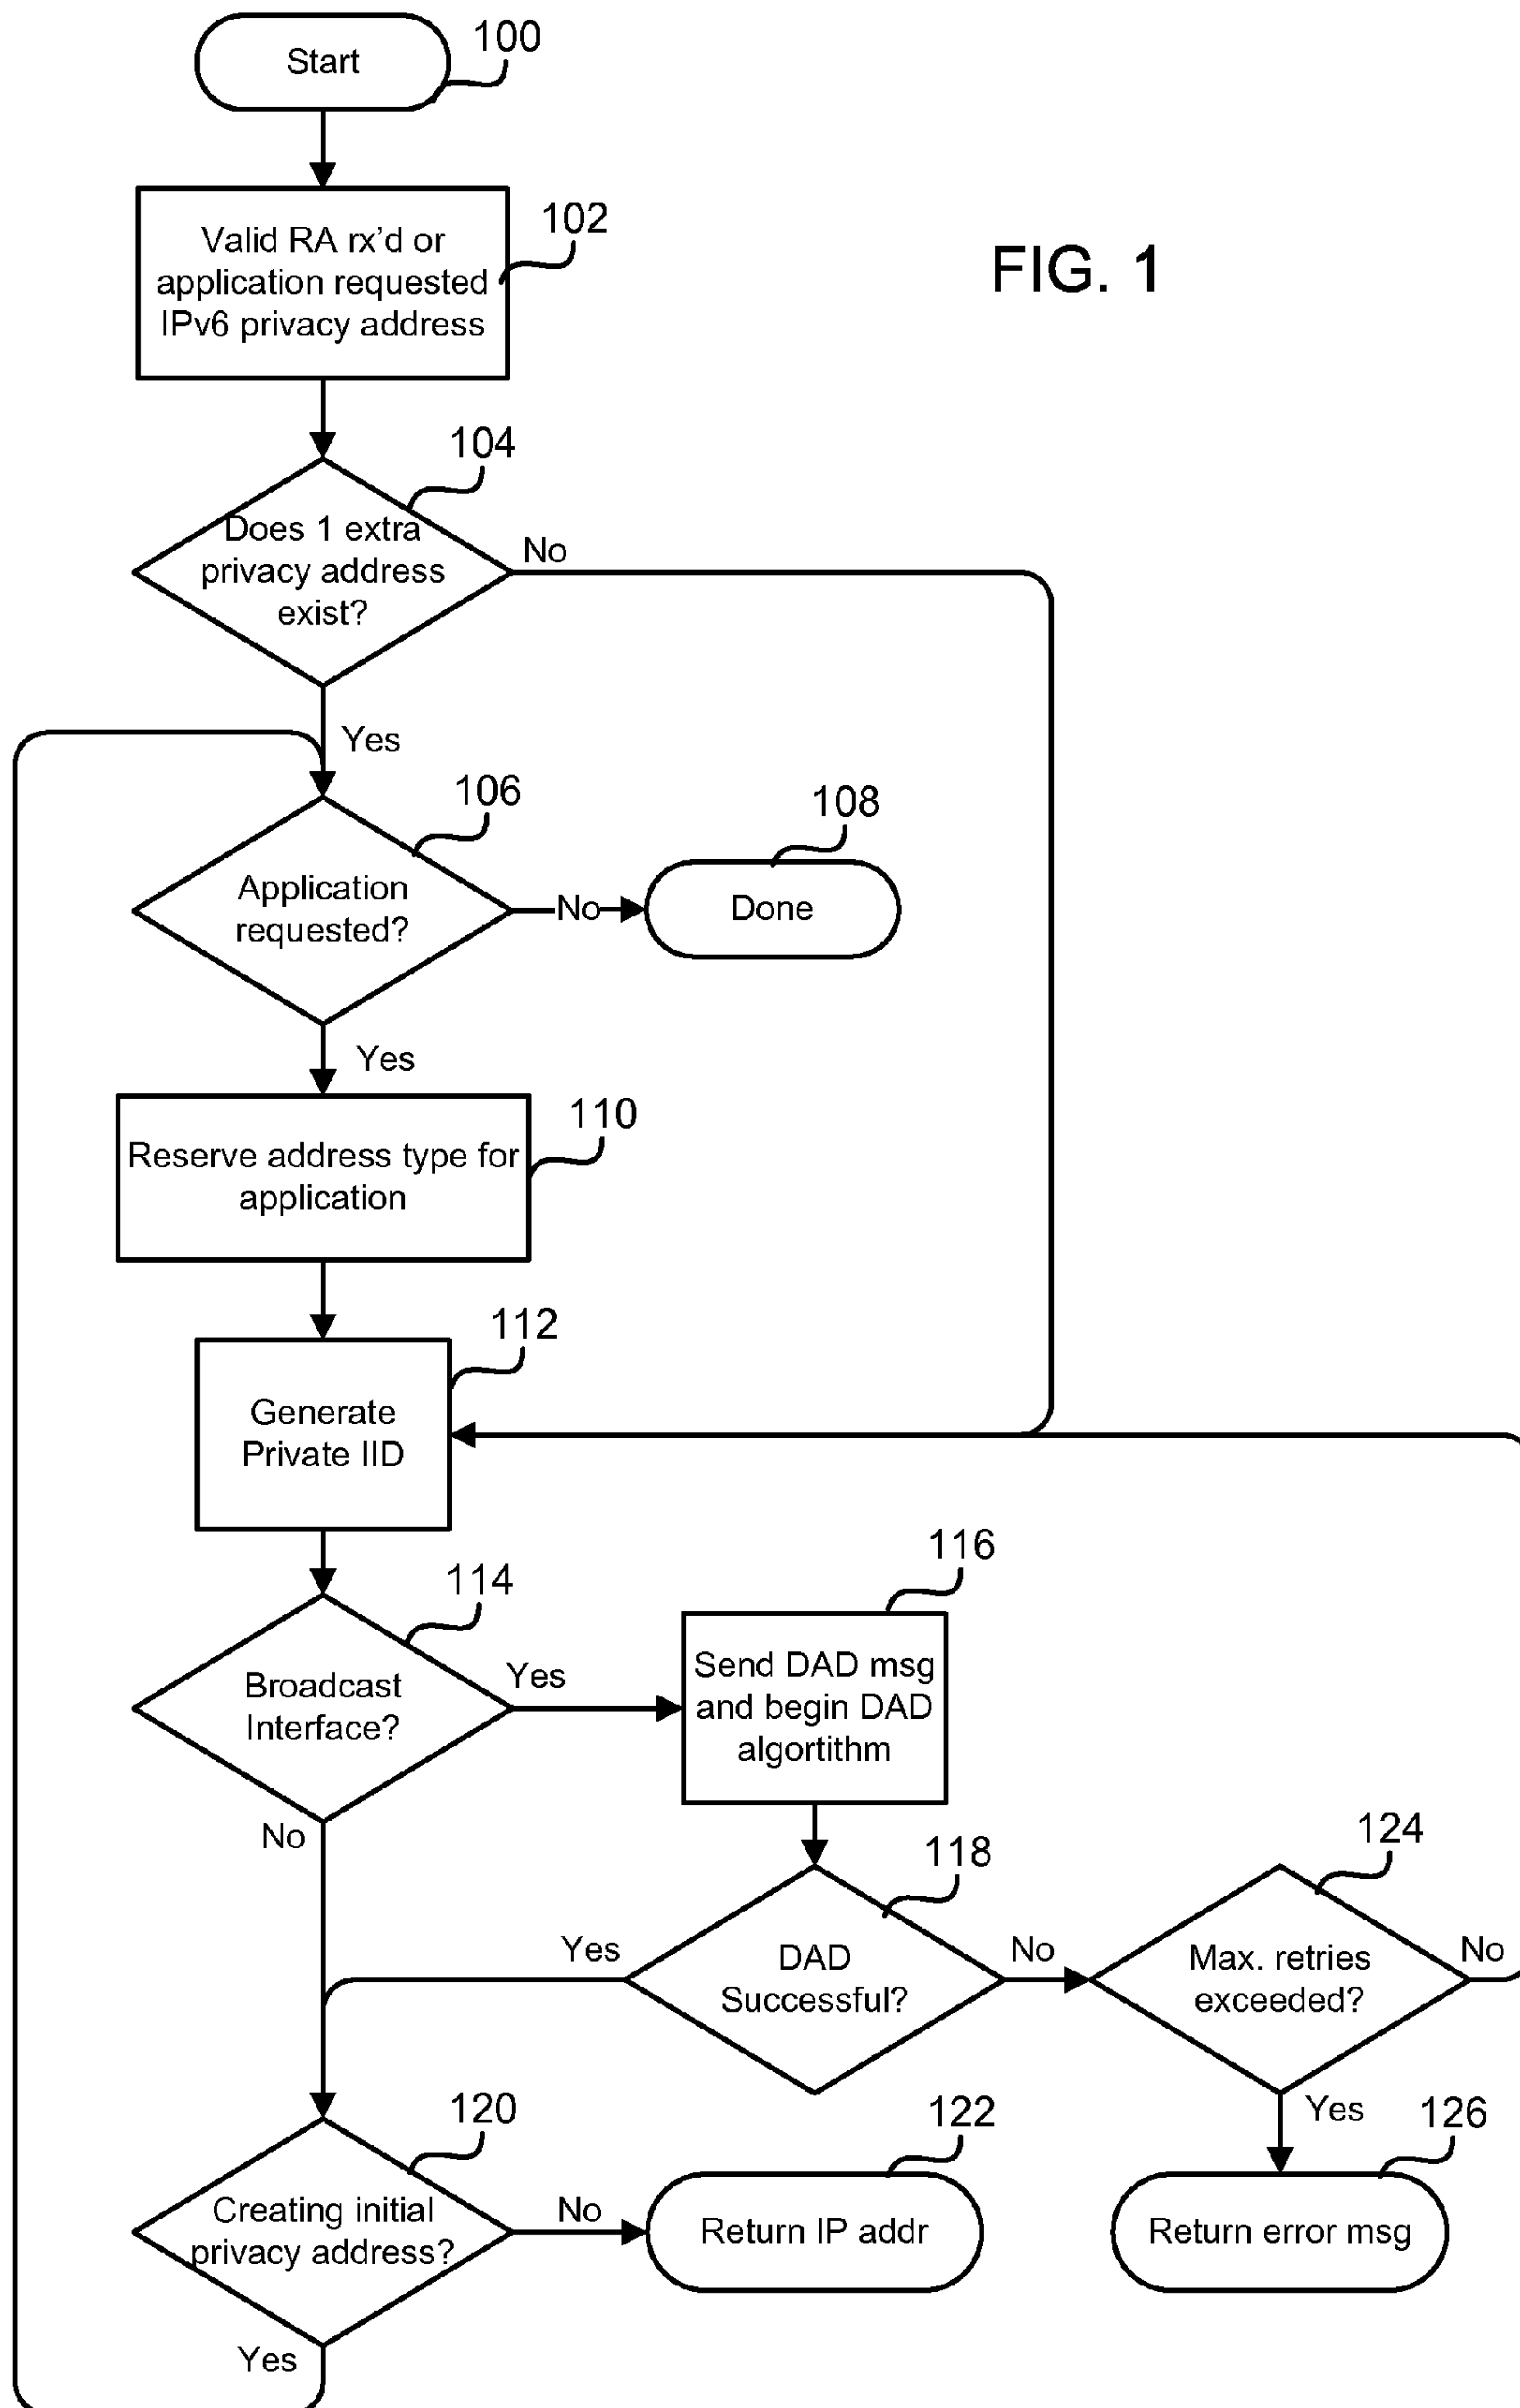 Start
100
Valid RA rx'd or
application requested
IPv6 privacy address
102
FIG. 1
104
Does 1 extra
privacy address
exist?
No
Yes
106
Application
requested?
No
108
Done
Yes
110
Reserve address type for
application
112
Generate
Private IID
114
Broadcast
Interface?
Yes
116
Send DAD msg
and begin DAD
algortithm
No
118
DAD
Successful?
Yes
No
124
Max. retries
exceeded?
No
Yes
120
Creating initial
privacy address?
No
122
Return IP addr
126
Return error msg
Yes